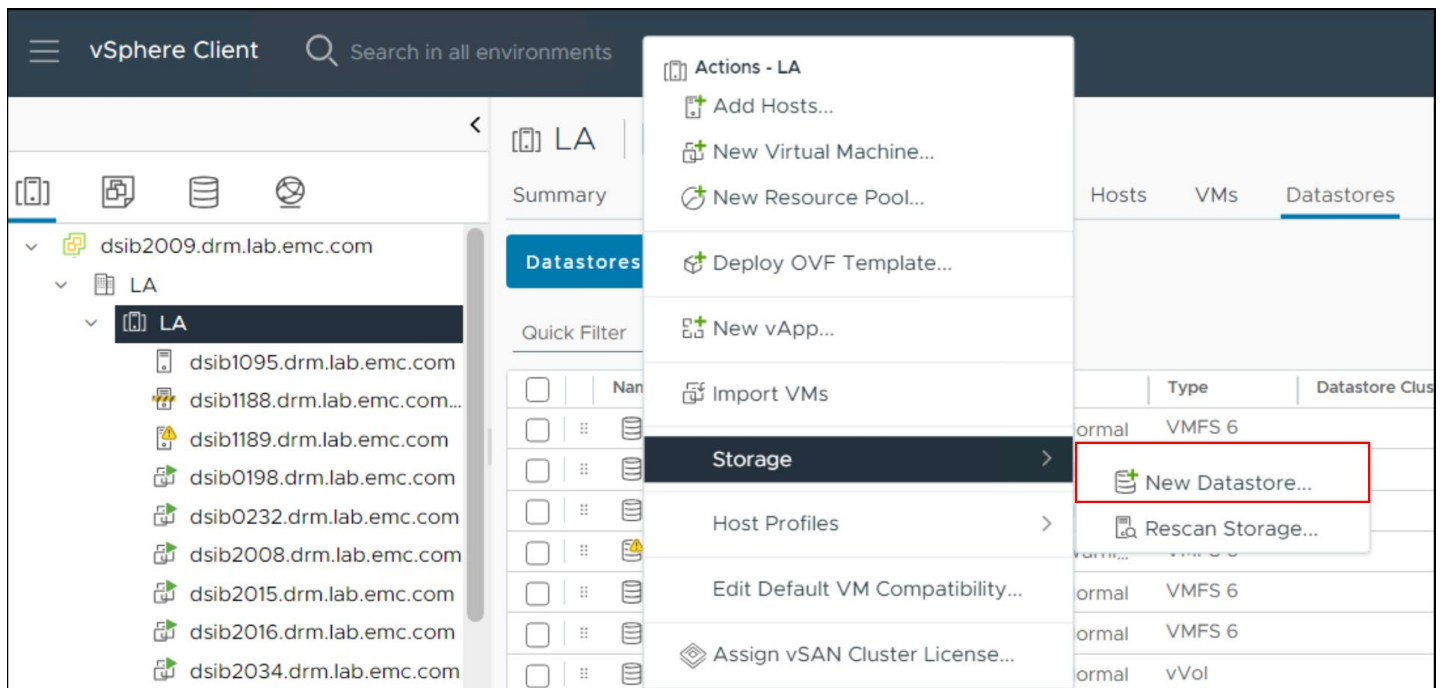 vSphere Client
Search in all environments
Actions - LA
Add Hosts...
New Virtual Machine...
New Resource Pool...
Deploy OVF Template...
New vApp...
Import VMs
Storage
Host Profiles
Edit Default VM Compatibility...
Assign vSAN Cluster License...
New Datastore...
Rescan Storage...
dsib2009.drm.lab.emc.com
LA
LA
dsib1095.drm.lab.emc.com
dsib1188.drm.lab.emc.com...
dsib1189.drm.lab.emc.com
dsib0198.drm.lab.emc.com
dsib0232.drm.lab.emc.com
dsib2008.drm.lab.emc.com
dsib2015.drm.lab.emc.com
dsib2016.drm.lab.emc.com
dsib2034.drm.lab.emc.com
LA
Summary Hosts VMs Datastores
Datastores
Quick Filter
Nam Type Datastore Clus
ormal VMFS 6
ormal VMFS 6
ormal VMFS 6
ormal vVol